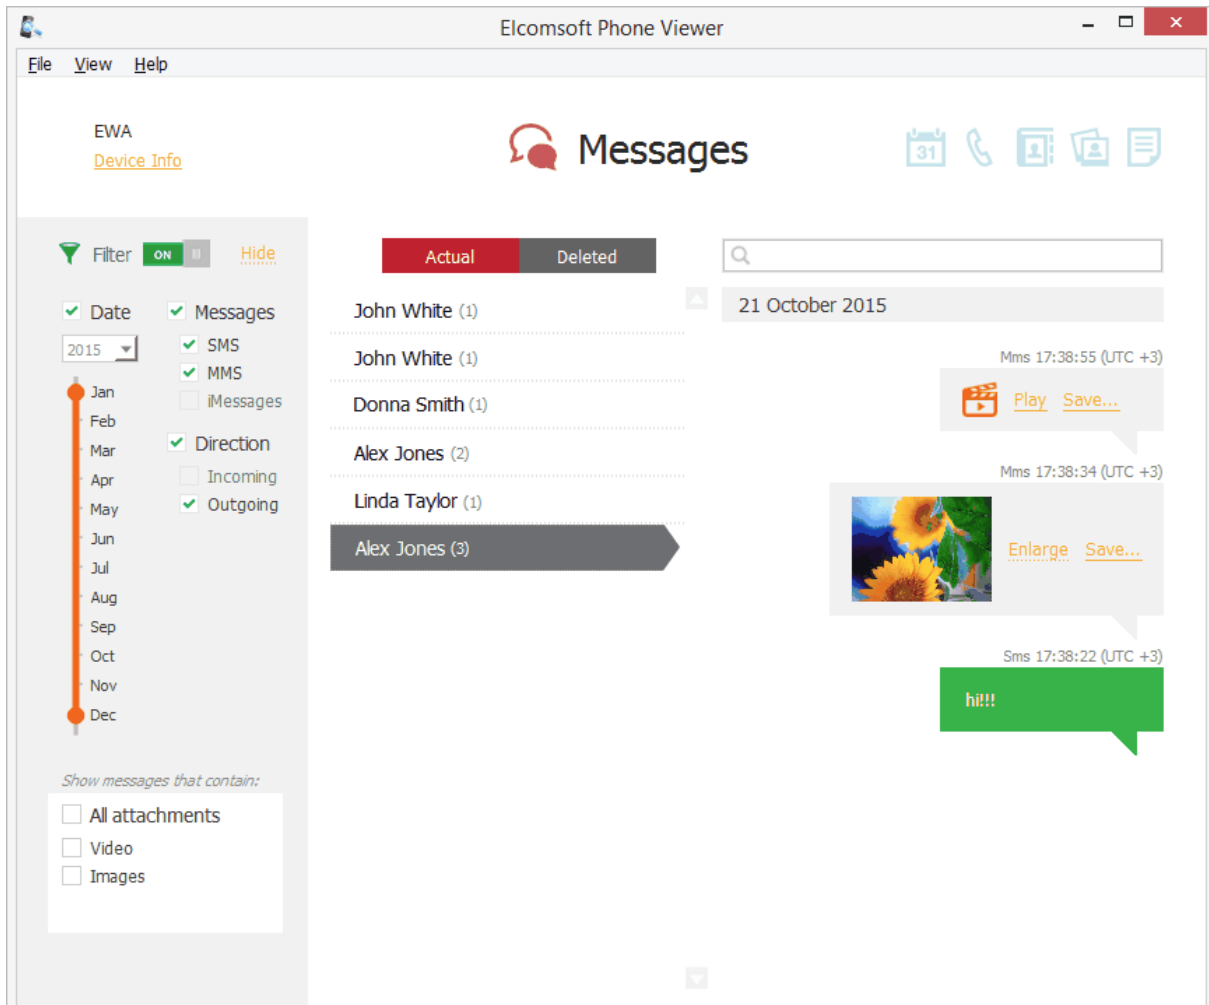 Elcomsoft Phone Viewer
File View Help
EWA
Device Info
Messages
31
Filter ON Hide
Date
2015
Jan
Feb
Mar
Apr
May
Jun
Jul
Aug
Sep
Oct
Nov
Dec
Messages
SMS
MMS
iMessages
Direction
Incoming
Outgoing
Show messages that contain:
All attachments
Video
Images
Actual Deleted
John White (1)
John White (1)
Donna Smith (1)
Alex Jones (2)
Linda Taylor (1)
Alex Jones (3)
21 October 2015
Mms 17:38:55 (UTC +3)
Play Save...
Mms 17:38:34 (UTC +3)
Enlarge Save...
Sms 17:38:22 (UTC +3)
hi!!!